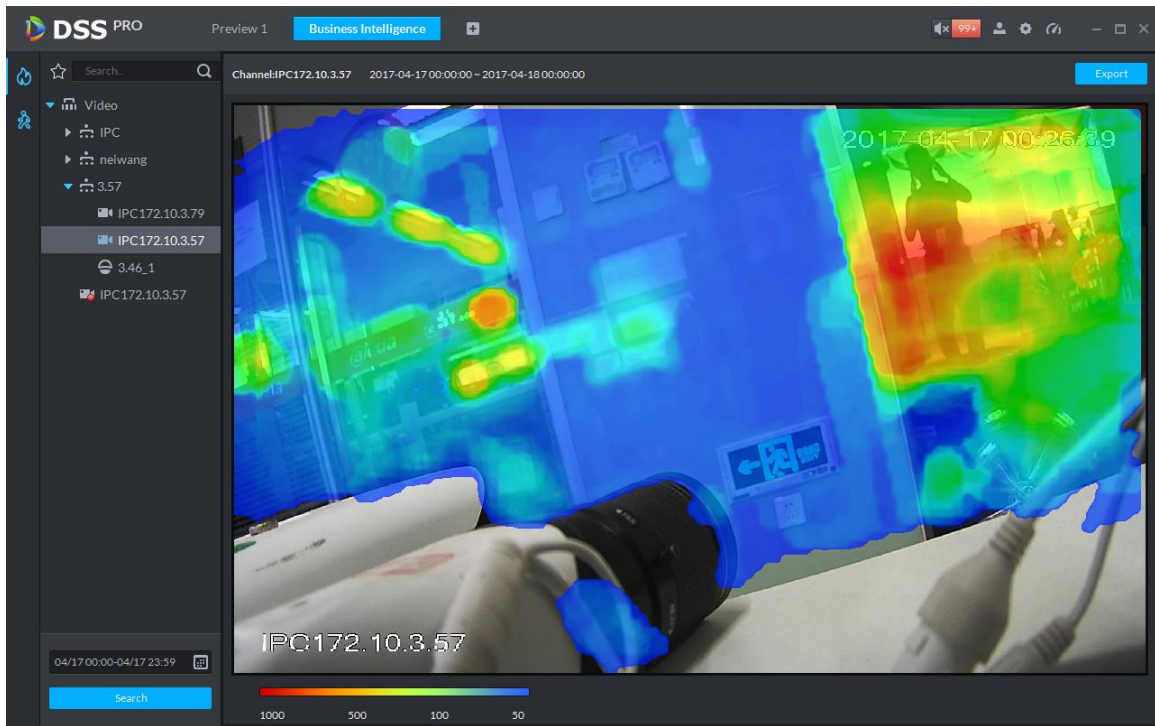 DSS PRO
Preview 1
Business Intelligence
99+
Search..
Channel:IPC172.10.3.57 2017-04-17 00:00:00 ~ 2017-04-18 00:00:00
Export
Video
IPC
neiwang
3.57
IPC172.10.3.79
IPC172.10.3.57
3.46_1
IPC172.10.3.57
2017-04-17 00:26:39
IPC172.10.3.57
04/17 00:00-04/17 23:59
Search
1000 500 100 50